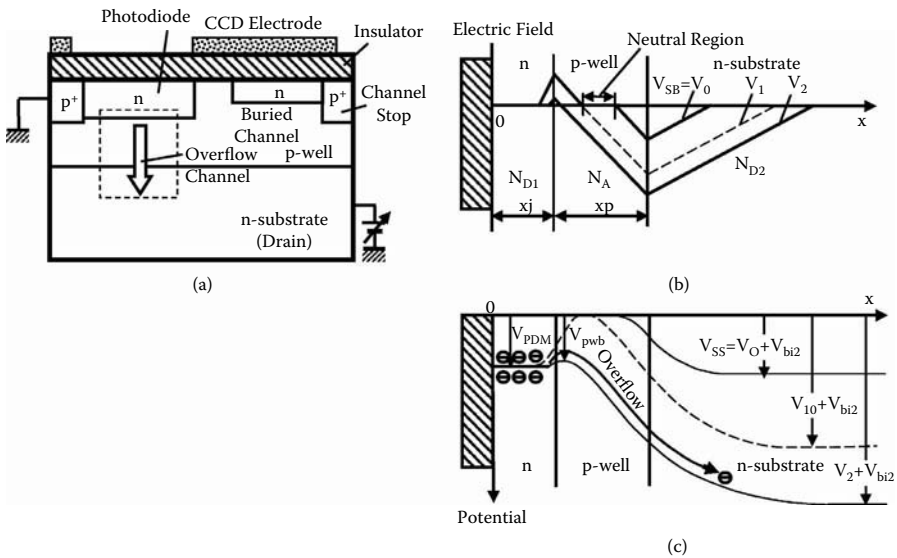 Photodiode
CCD Electrode
Insulator
p+
n
n
p+
Channel
Stop
Buried
Channel
Overflow
Channel
p-well
n-substrate
(Drain)
(a)
Electric Field
Neutral Region
n
p-well
n-substrate
V_SB=V_0
V_1
V_2
x
0
N_D1
N_A
N_D2
xj
xp
(b)
0
x
V_PDM
V_pwb
Overflow
V_SS=V_O+V_bi2
V_10+V_bi2
n
p-well
n-substrate
V_2+V_bi2
Potential
(c)